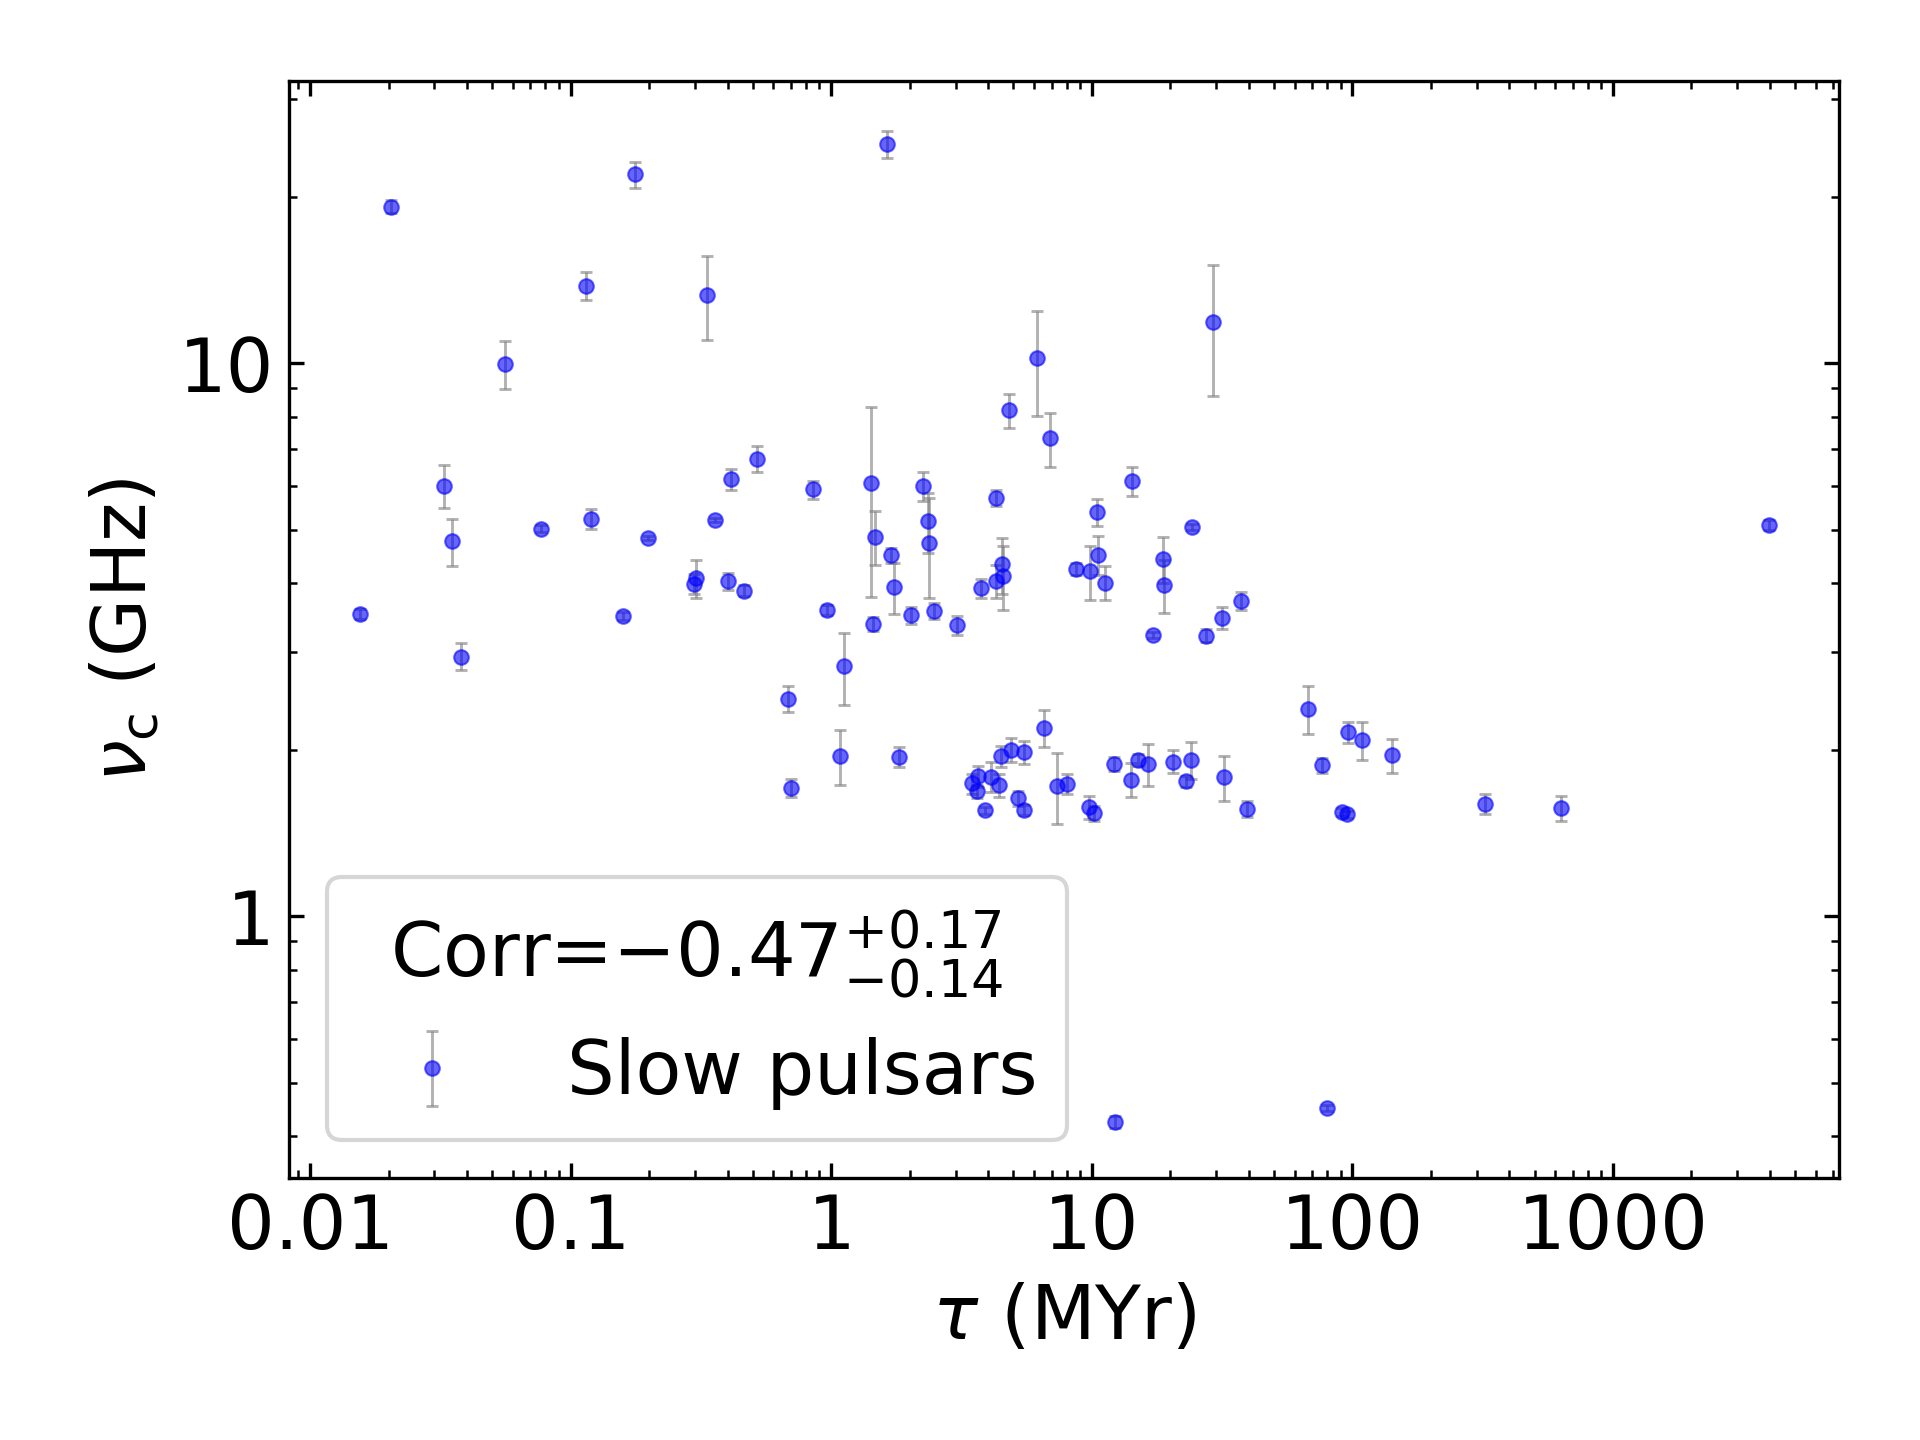 10
1
ν_c (GHz)
Corr=−0.47^{+0.17}_{−0.14}
Slow pulsars
0.01 0.1 1 10 100 1000
τ (MYr)